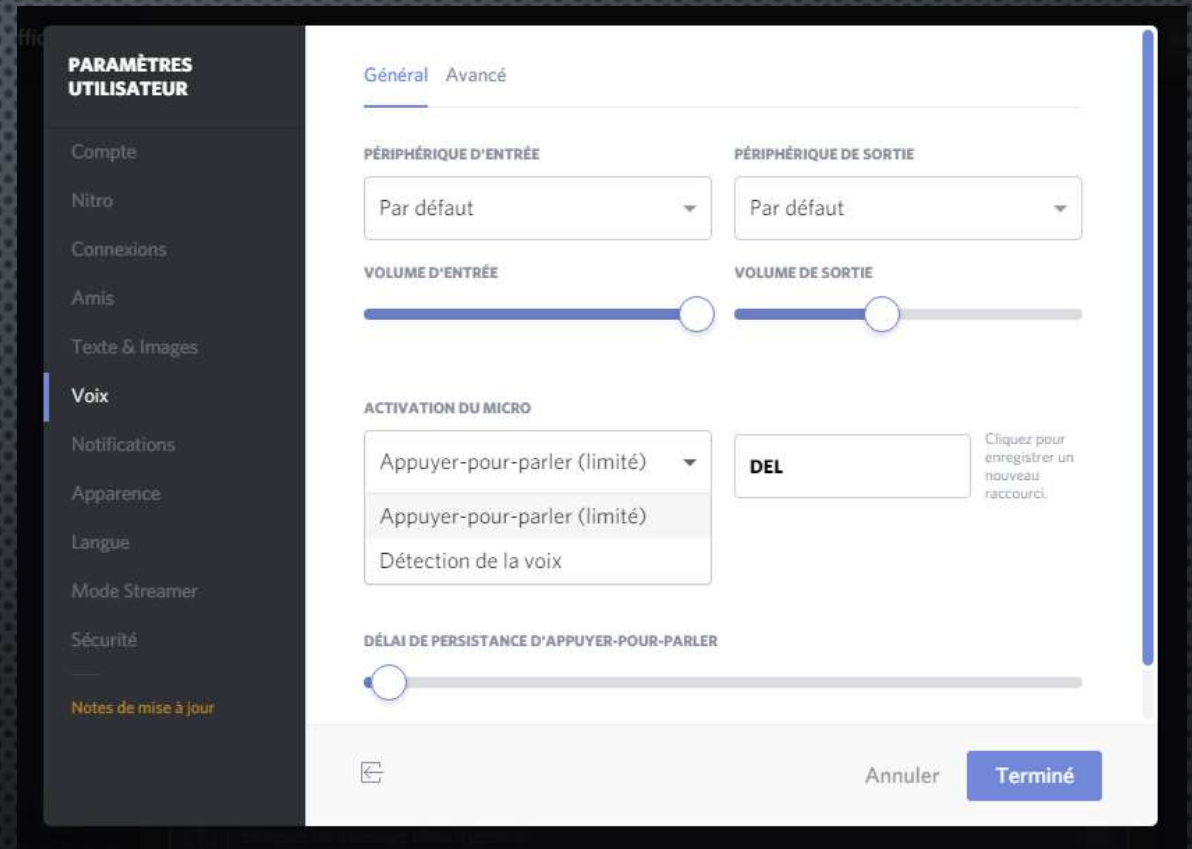 PARAMÈTRES
UTILISATEUR
Compte
Nitro
Connexions
Amis
Texte & Images
Voix
Notifications
Apparence
Langue
Mode Streamer
Sécurité
Notes de mise à jour
Général Avancé
PÉRIPHÉRIQUE D'ENTRÉE PÉRIPHÉRIQUE DE SORTIE
Par défaut Par défaut
VOLUME D'ENTRÉE VOLUME DE SORTIE
ACTIVATION DU MICRO
Appuyer-pour-parler (limité) DEL
Cliquez pour
enregistrer un
nouveau
raccourci.
Appuyer-pour-parler (limité)
Détection de la voix
DÉLAI DE PERSISTANCE D'APPUYER-POUR-PARLER
Annuler Terminé